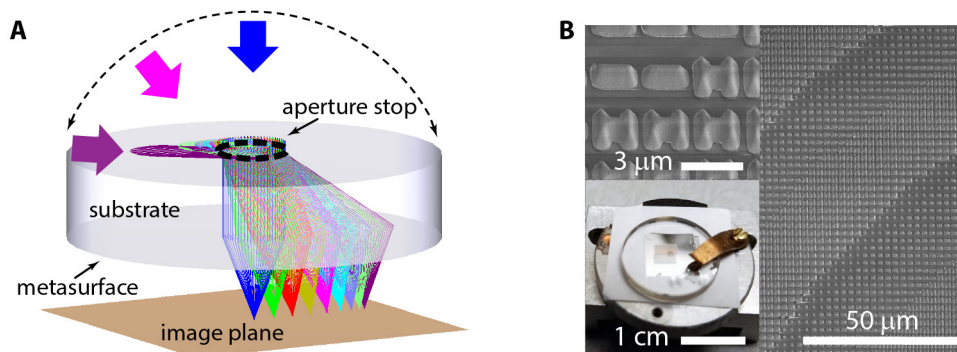 A
aperture stop
substrate
metasurface
image plane
B
3 μm
1 cm
50 μm